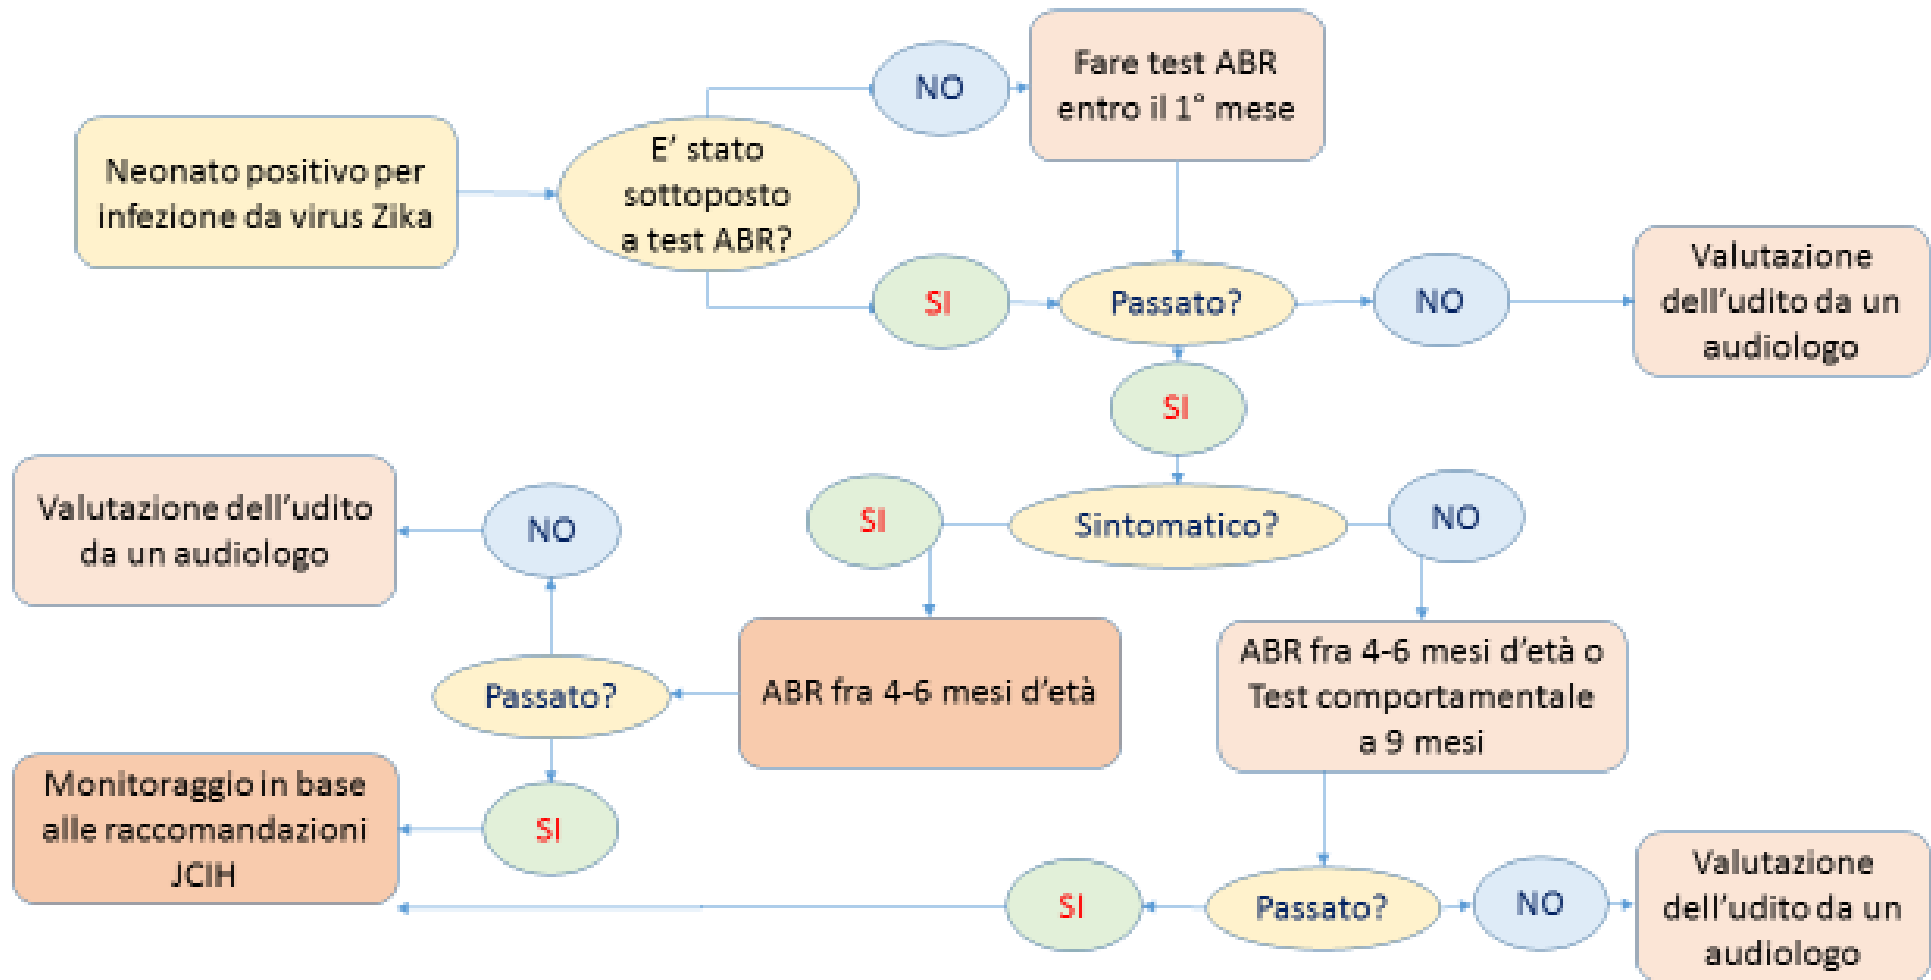 Neonato positivo per
infezione da virus Zika
E' stato
sottoposto
a test ABR?
NO
Fare test ABR
entro il 1° mese
SI
Passato?
NO
Valutazione
dell'udito da un
audiologo
SI
Sintomatico?
SI
NO
ABR fra 4-6 mesi d'età
Passato?
NO
Valutazione dell'udito
da un audiologo
SI
Monitoraggio in base
alle raccomandazioni
JCIH
ABR fra 4-6 mesi d'età o
Test comportamentale
a 9 mesi
Passato?
SI
NO
Valutazione
dell'udito da un
audiologo